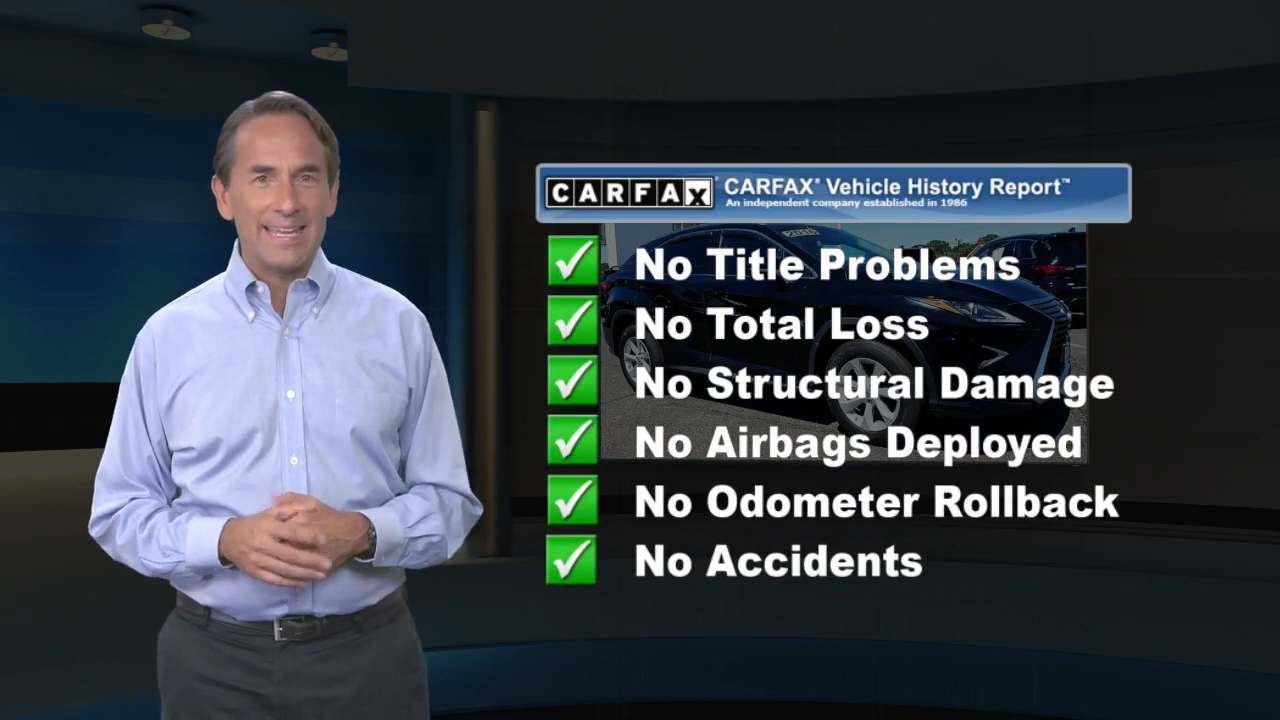 CARFAX® CARFAX® Vehicle History Report™
An independent company established in 1986
No Title Problems
No Total Loss
No Structural Damage
No Airbags Deployed
No Odometer Rollback
No Accidents